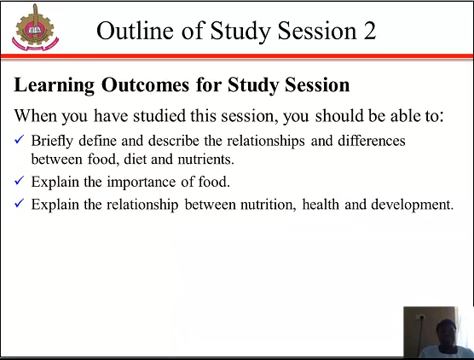 Outline of Study Session 2
Learning Outcomes for Study Session
When you have studied this session, you should be able to:
✓ Briefly define and describe the relationships and differences
between food, diet and nutrients.
✓ Explain the importance of food.
✓ Explain the relationship between nutrition, health and development.